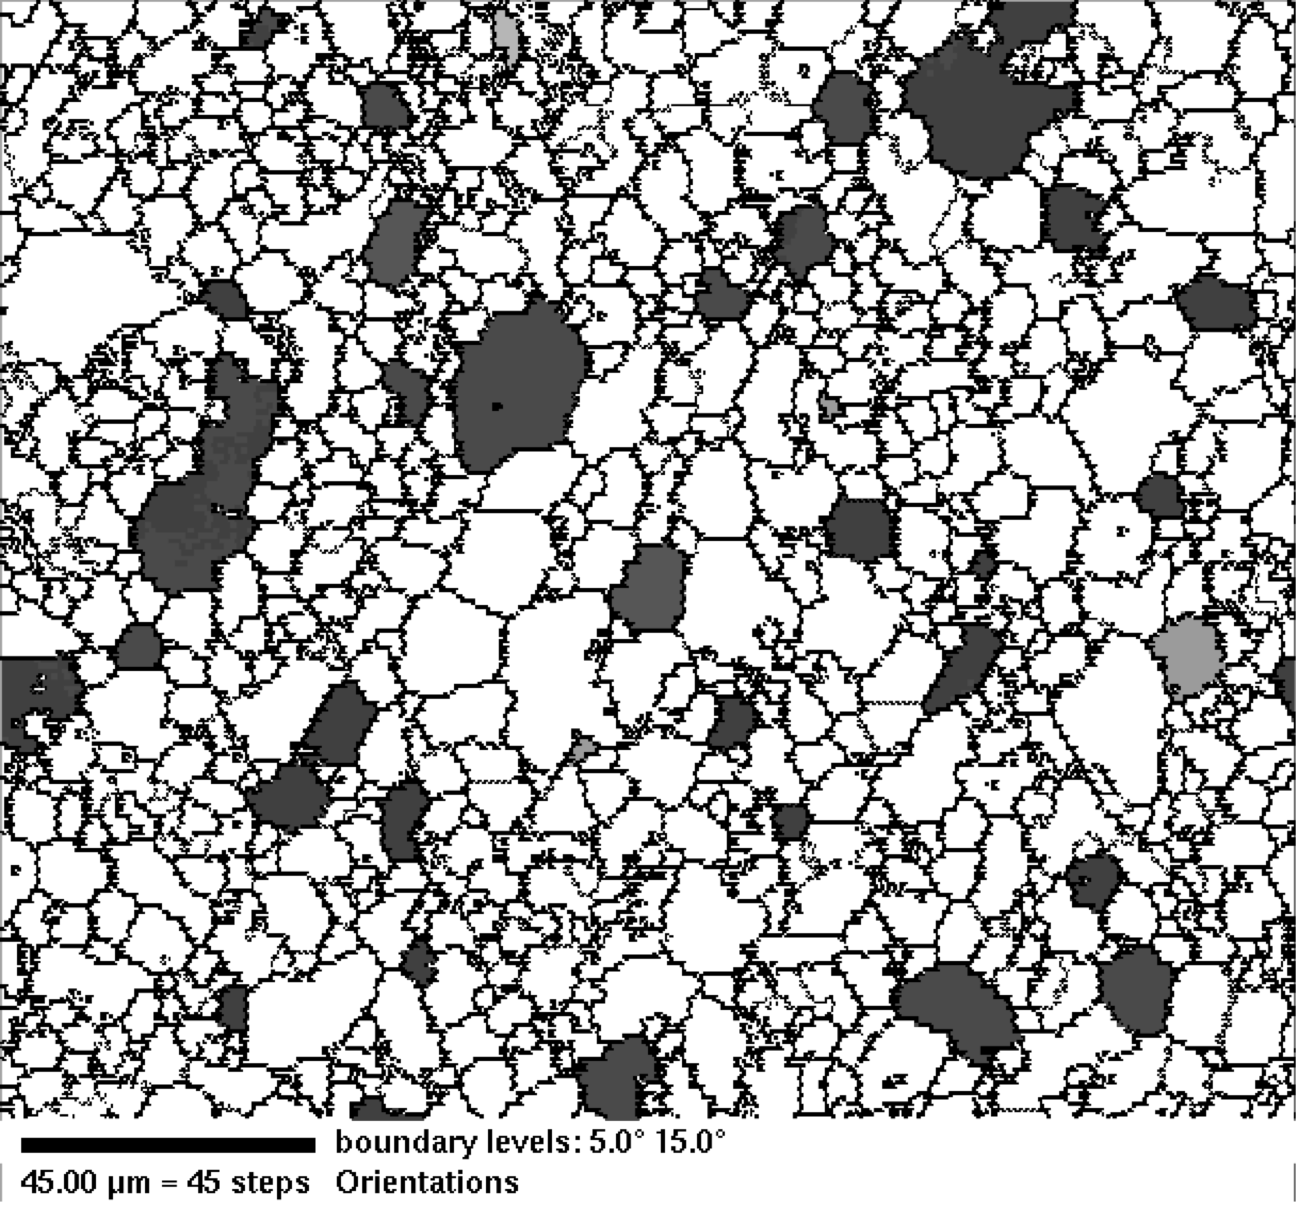 boundary levels: 5.0° 15.0°
45.00 µm = 45 steps Orientations